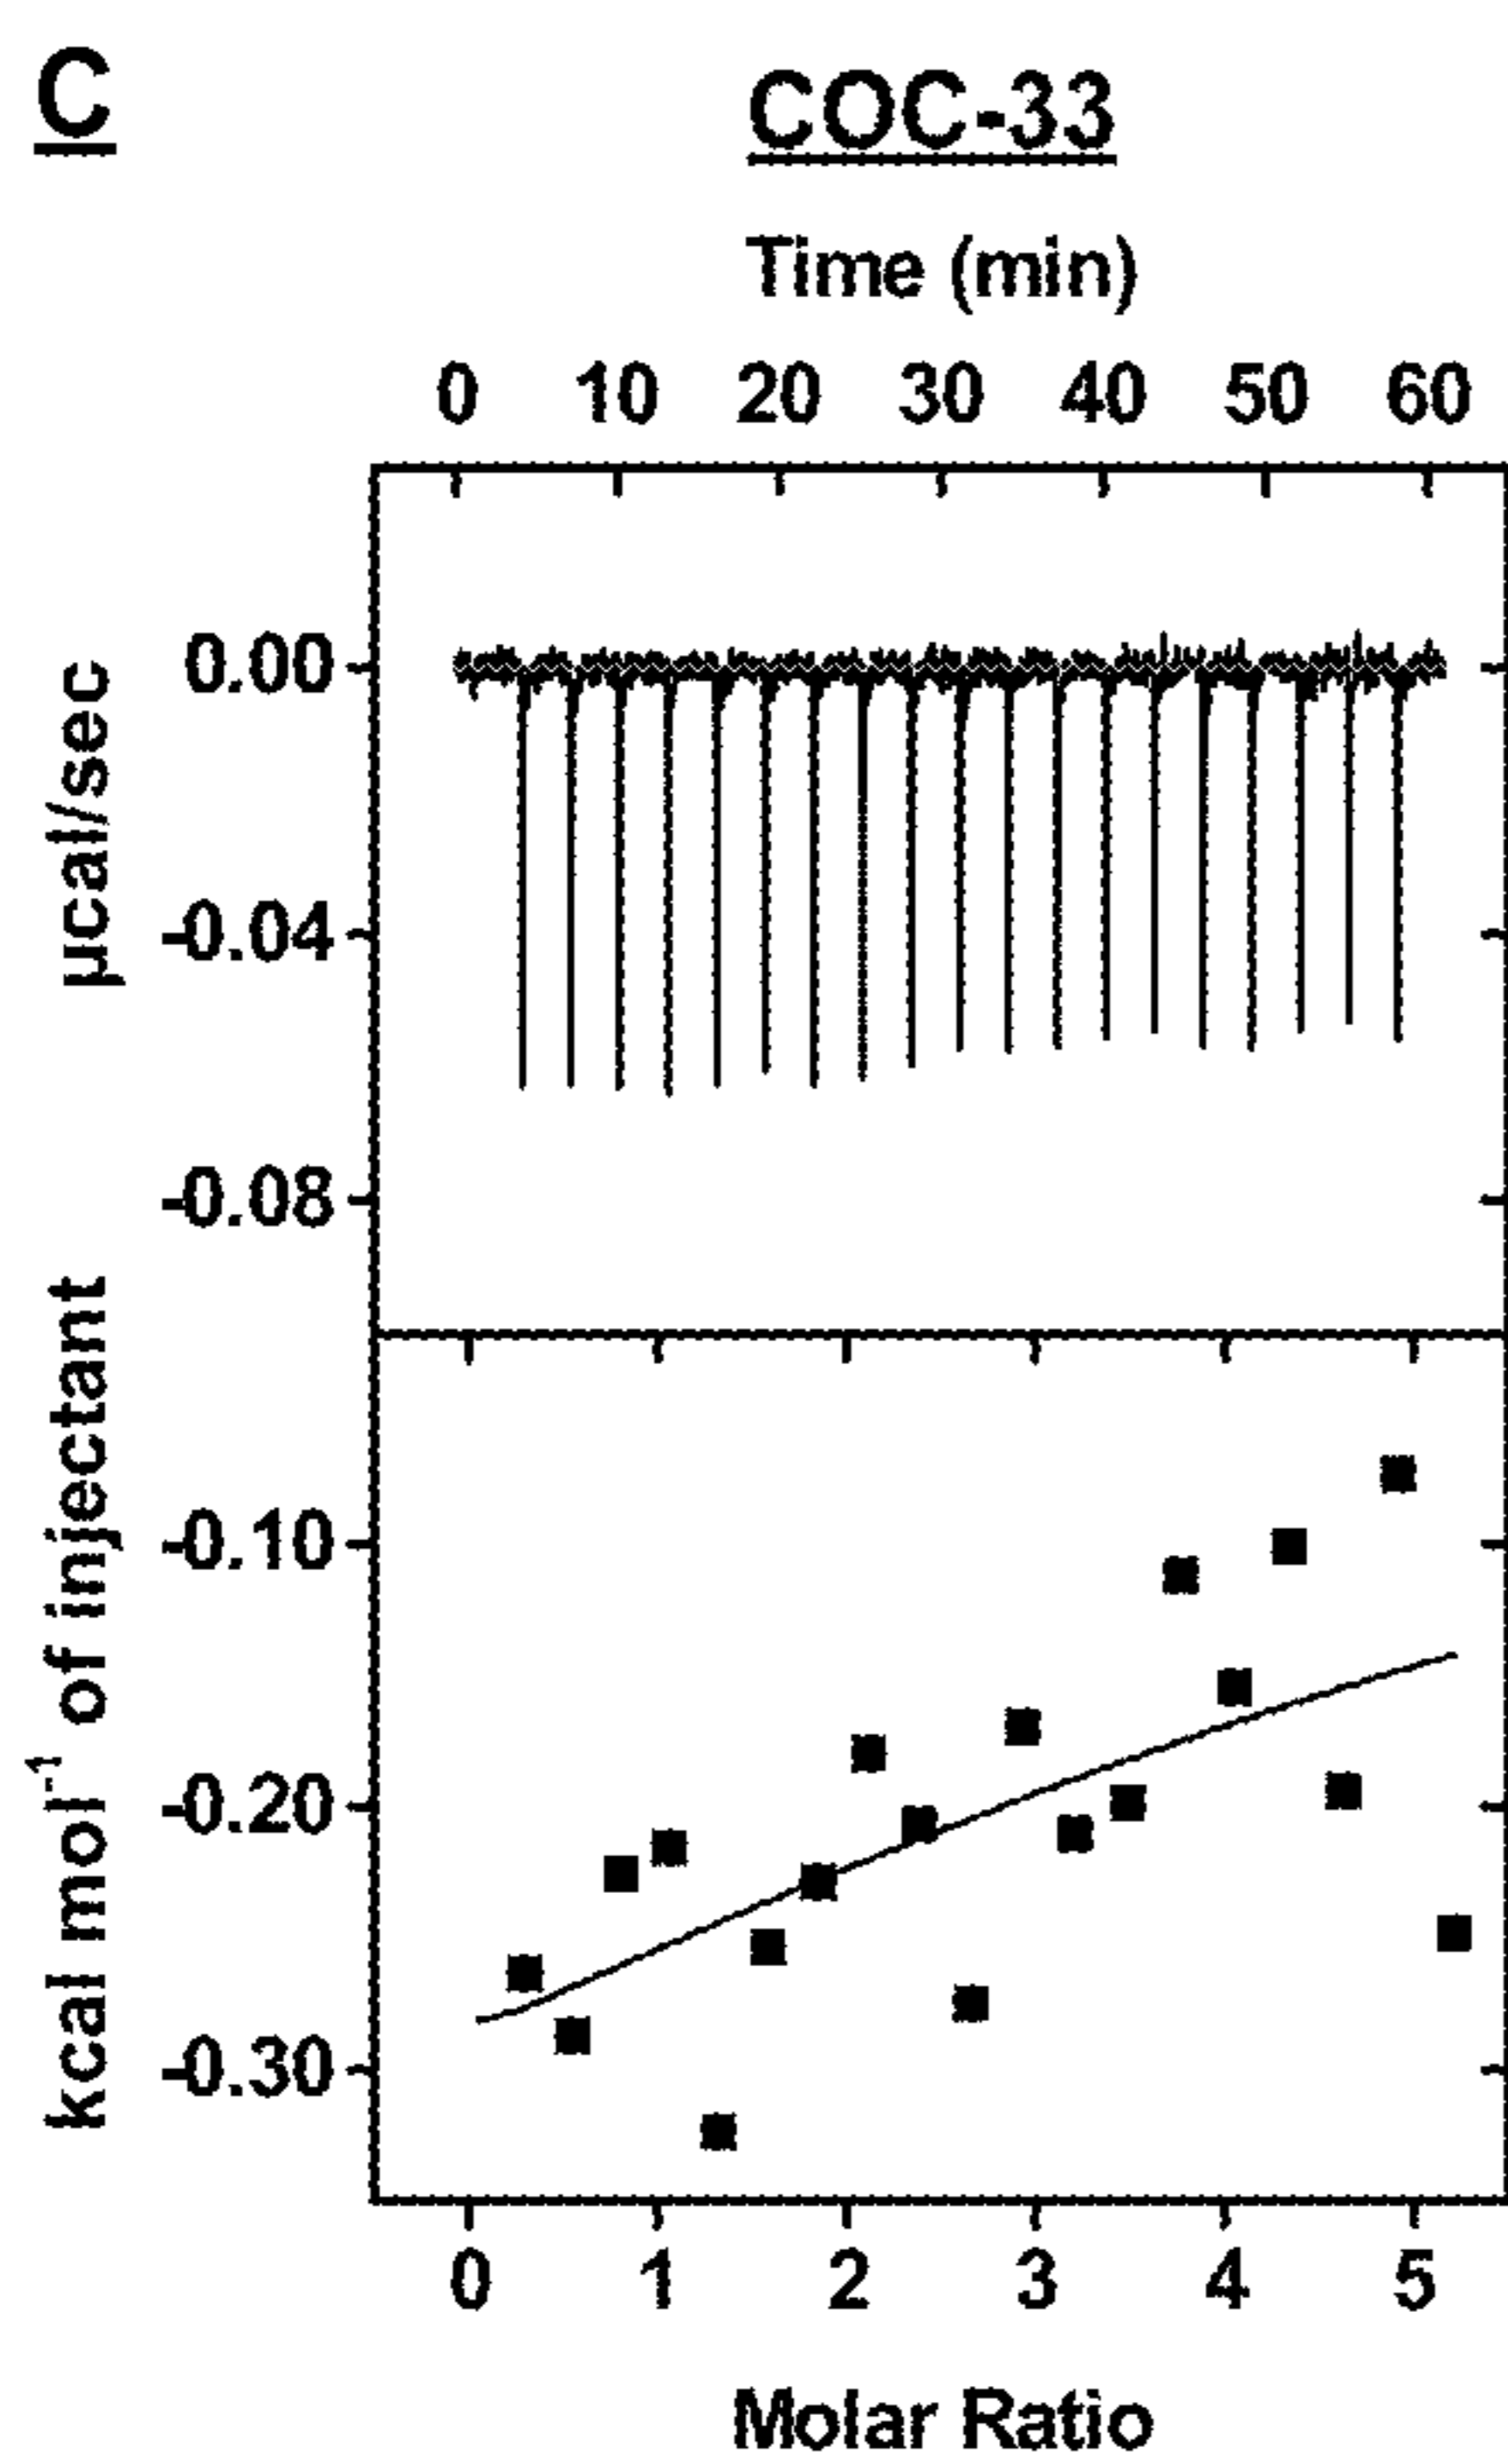 C
COC-33
Time (min)
0 10 20 30 40 50 60
µcal/sec
0.00
-0.04
-0.08
kcal mol⁻¹ of injectant
-0.10
-0.20
-0.30
0 1 2 3 4 5
Molar Ratio